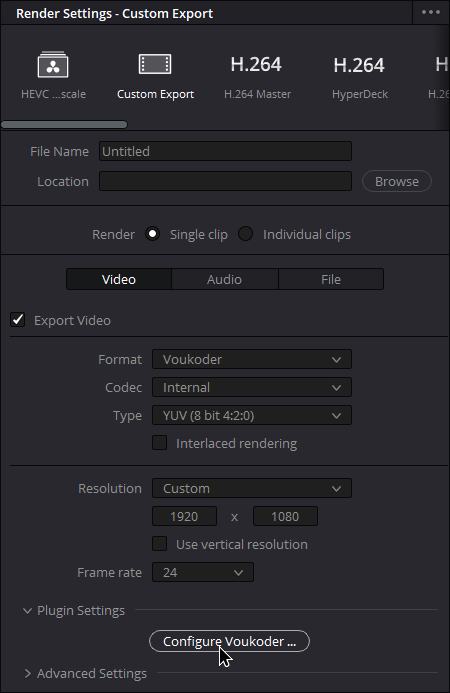 Render Settings - Custom Export
H.264 H.264 H.
HEVC ...scale Custom Export H.264 Master HyperDeck H.26
File Name Untitled
Location Browse
Render Single clip Individual clips
Video Audio File
Export Video
Format Voukoder
Codec Internal
Type YUV (8 bit 4:2:0)
Interlaced rendering
Resolution Custom
1920 x 1080
Use vertical resolution
Frame rate 24
Plugin Settings
Configure Voukoder ...
Advanced Settings